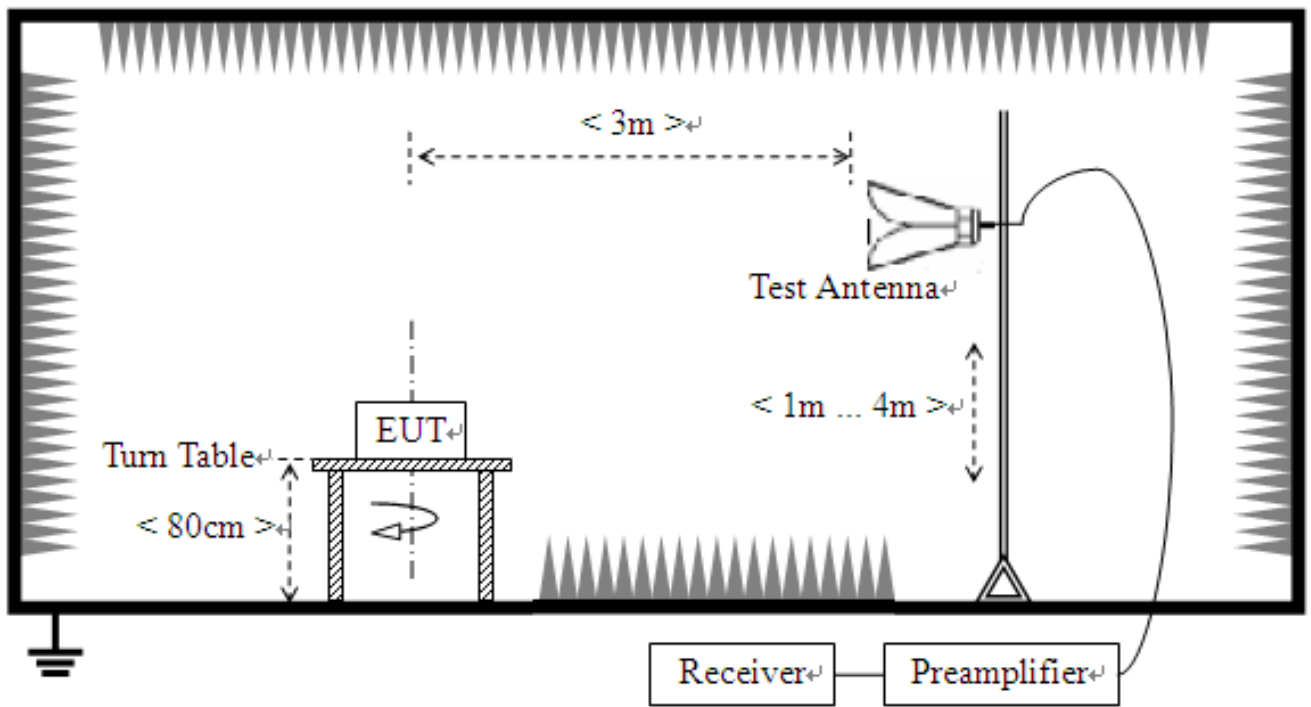 < 3m >↵
Test Antenna↵
< 1m ... 4m >↵
EUT↵
Turn Table↵
< 80cm >↵
Receiver↵
Preamplifier↵